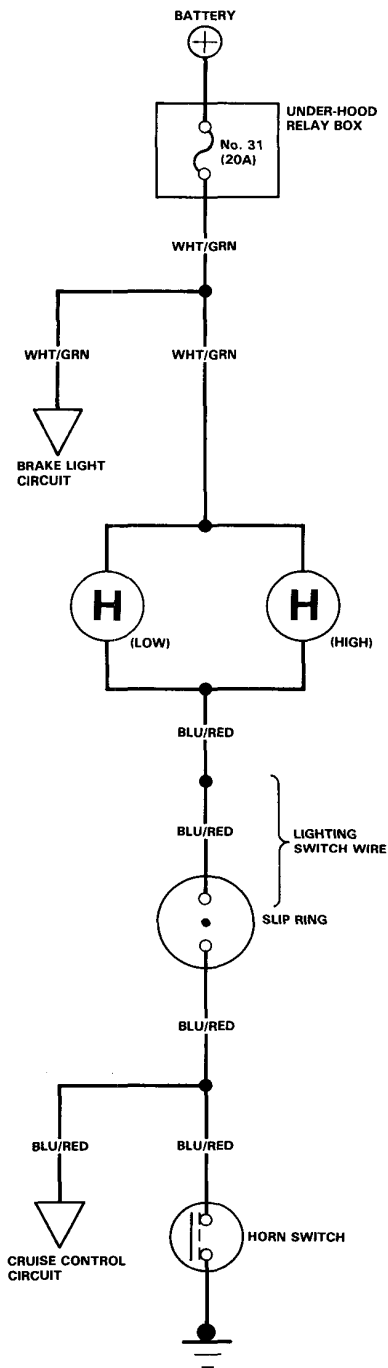 BATTERY
UNDER-HOOD
RELAY BOX
No. 31
(20A)
WHT/GRN
WHT/GRN
WHT/GRN
BRAKE LIGHT
CIRCUIT
H
H
(LOW)
(HIGH)
BLU/RED
BLU/RED
LIGHTING
SWITCH WIRE
SLIP RING
BLU/RED
BLU/RED
BLU/RED
HORN SWITCH
CRUISE CONTROL
CIRCUIT